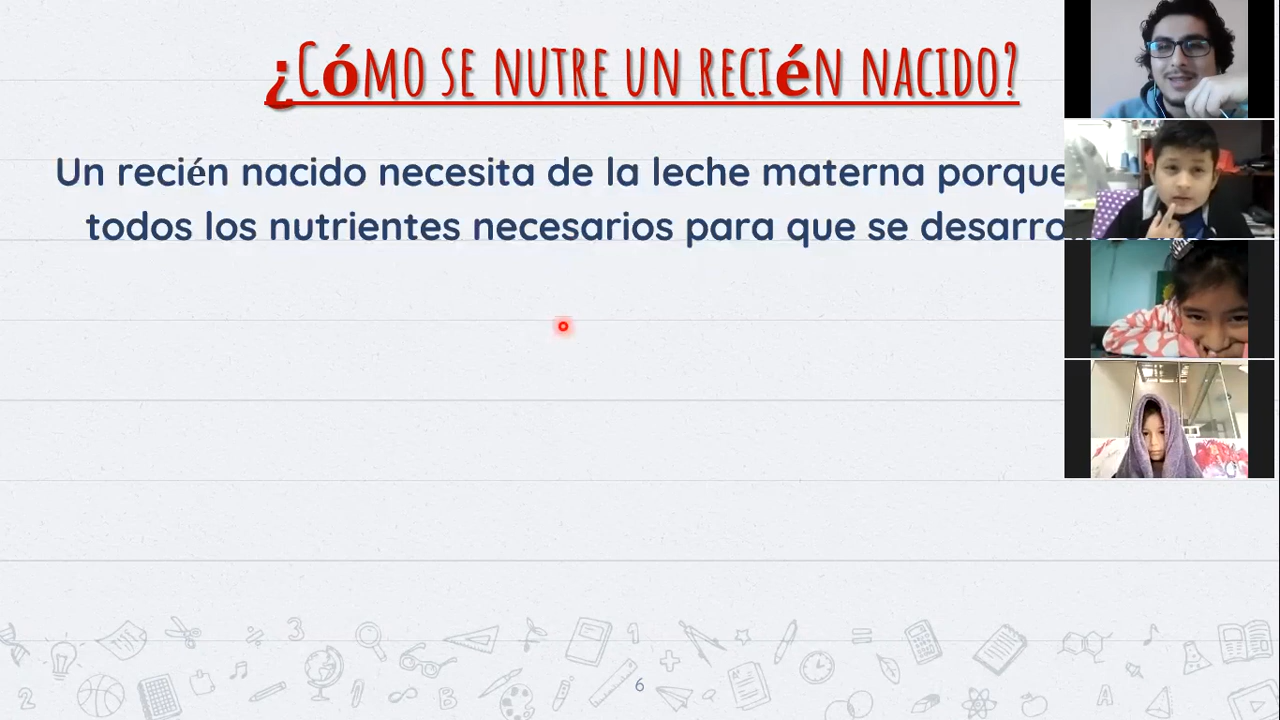 ¿Cómo se nutre un recién nacido?
Un recién nacido necesita de la leche materna porque
todos los nutrientes necesarios para que se
6